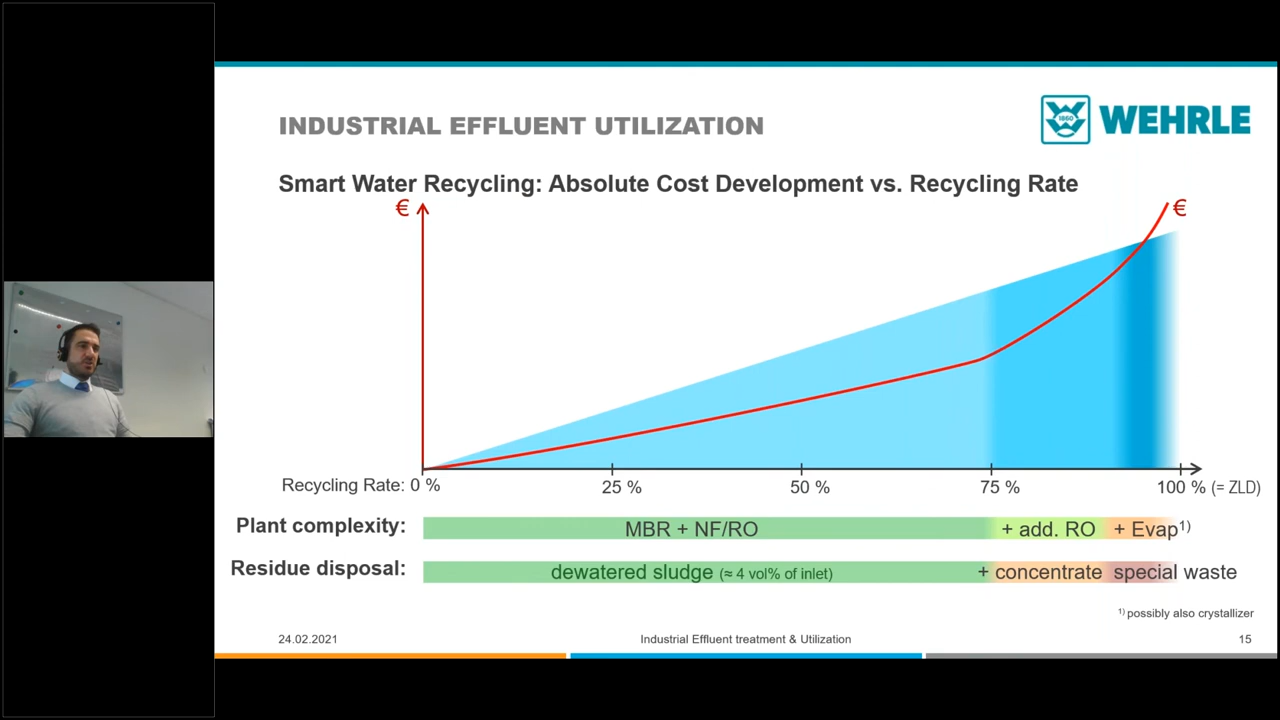 INDUSTRIAL EFFLUENT UTILIZATION
1860
WEHRLE
Smart Water Recycling: Absolute Cost Development vs. Recycling Rate
€
€
Recycling Rate: 0 % 25 % 50 % 75 % 100 % (= ZLD)
Plant complexity: MBR + NF/RO + add. RO + Evap¹⁾
Residue disposal: dewatered sludge (≈ 4 vol% of inlet) + concentrate special waste
¹⁾ possibly also crystallizer
24.02.2021 Industrial Effluent treatment & Utilization 15